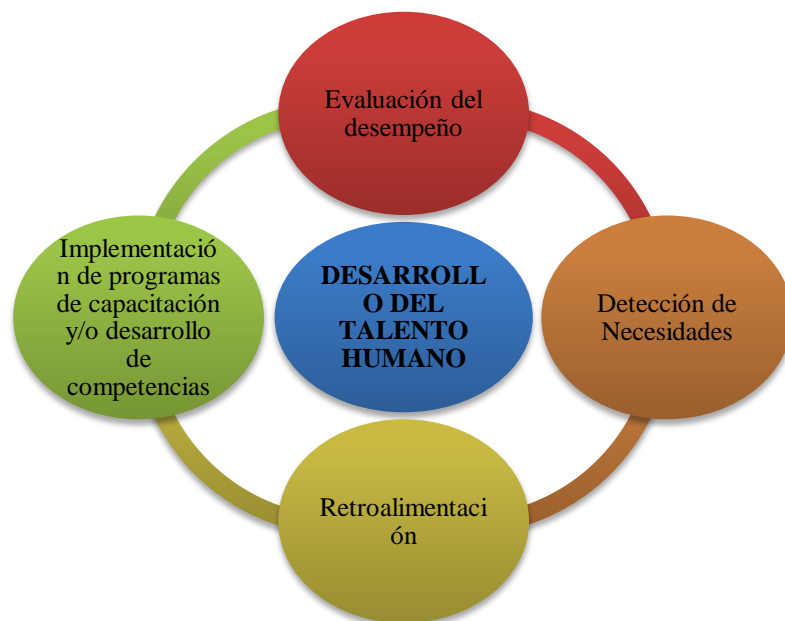 Evaluación del
desempeño
Implementació
n de programas
de capacitación
y/o desarrollo
de
competencias
DESARROLL
O DEL
TALENTO
HUMANO
Detección de
Necesidades
Retroalimentaci
ón